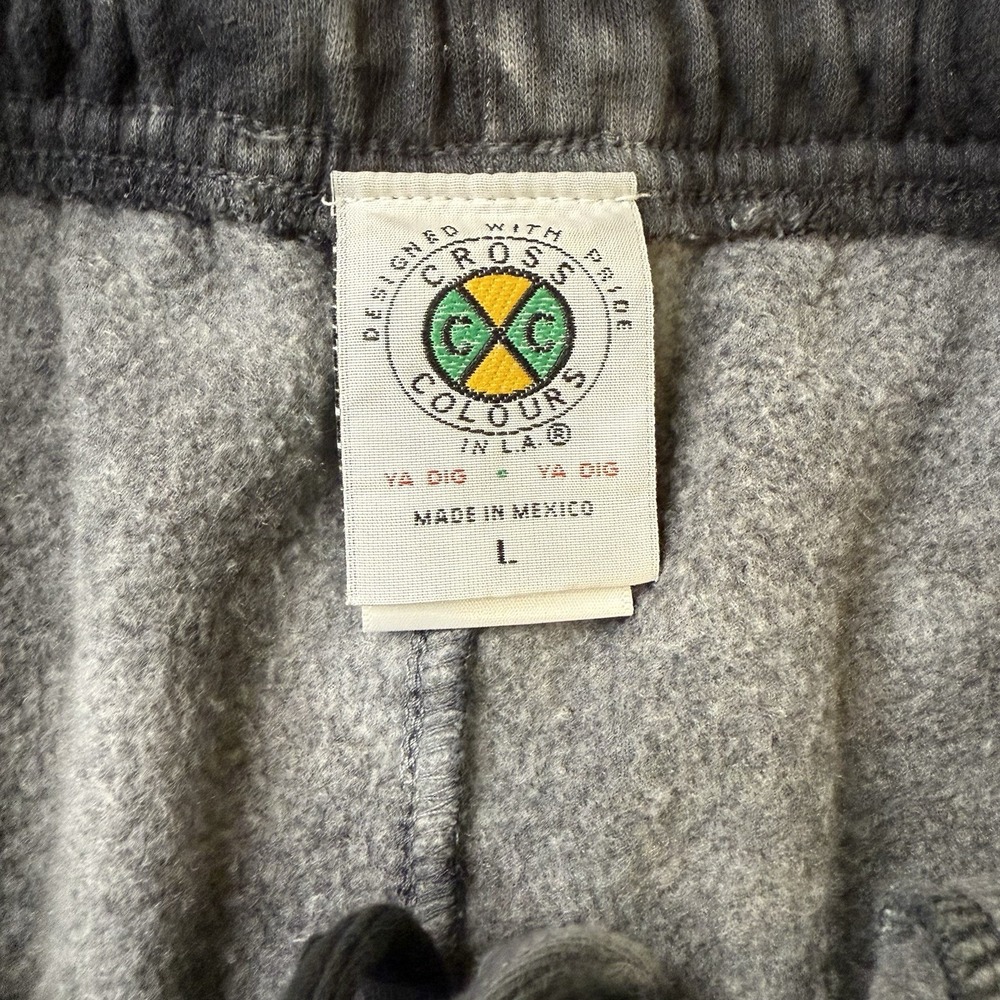 DESIGNED WITH PRIDE
CROSS
C C
COLOURS
IN L.A.®
YA DIG • YA DIG
MADE IN MEXICO
L